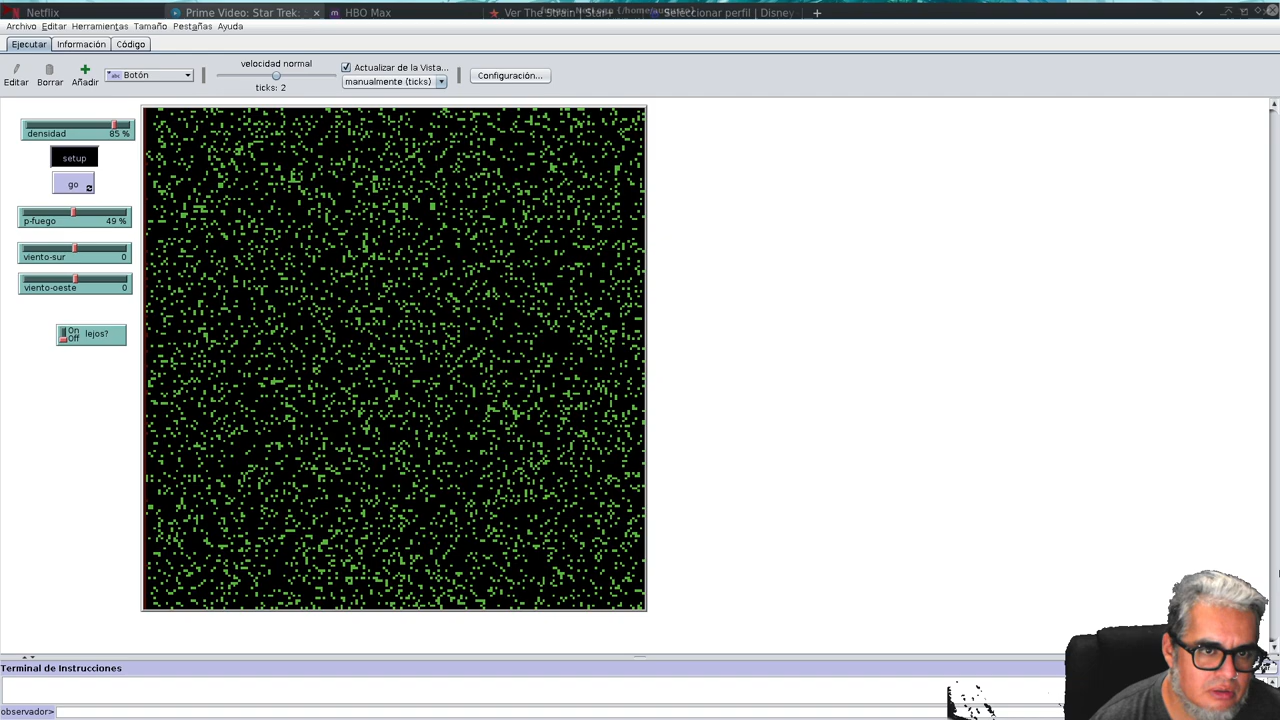 Netflix
Prime Video: Star Trek:
HBO Max
Ver The Strain | Star+
Seleccionar perfil | Disney
Archivo Editar Herramientas Tamaño Pestañas Ayuda
Ejecutar Información Código
velocidad normal
Actualizar de la Vista...
Editar Borrar Añadir
abc Botón
ticks: 2
manualmente (ticks)
Configuración...
densidad 85 %
setup
go
p-fuego 49 %
viento-sur 0
viento-oeste 0
On
Off
lejos?
Terminal de Instrucciones
observador>